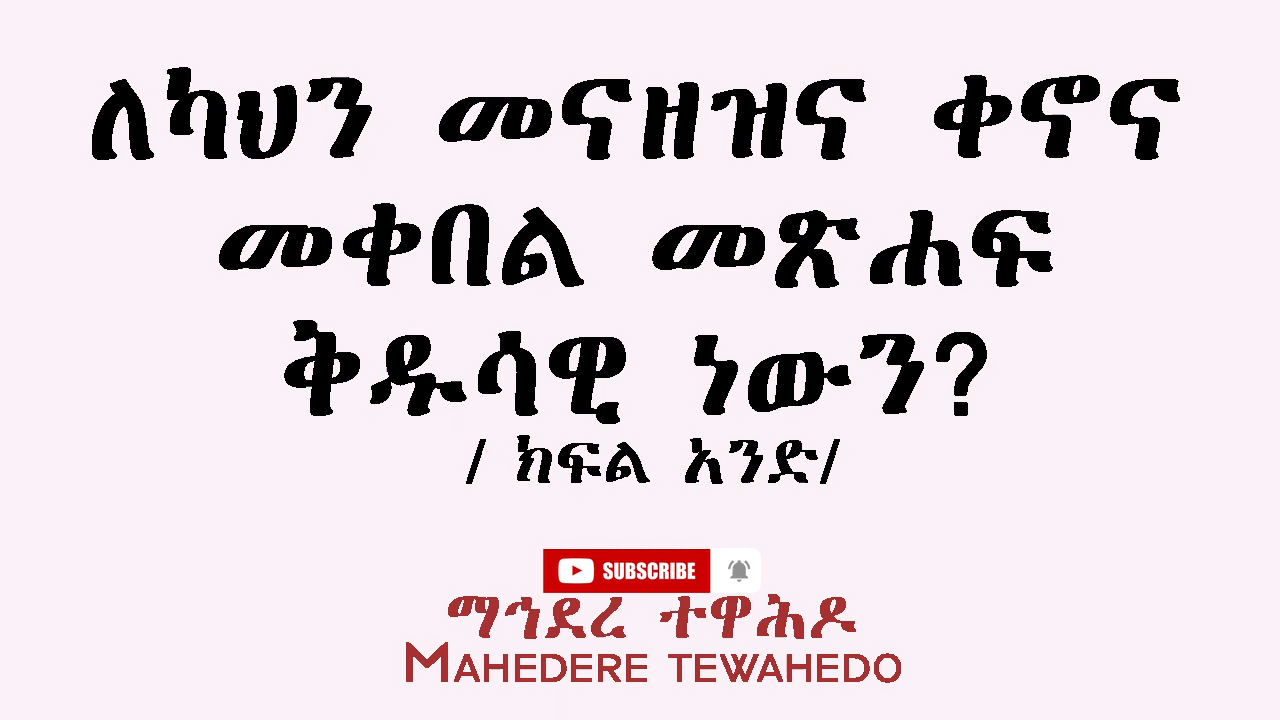 ለካህን መናዘዝና ቀኖና
መቀበል መጽሐፍ
ቅዱሳዊ ነውን?
/ ክፍል አንድ/
SUBSCRIBE
ማኅደረ ተዋሕዶ
MAHEDERE TEWAHEDO